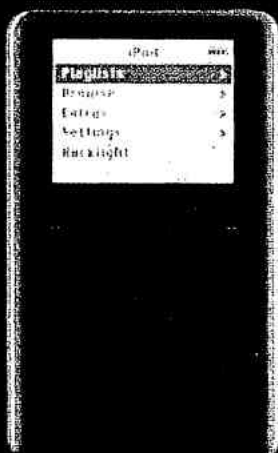 iPod
Playlists >
Browse >
Extras >
Settings >
Backlight